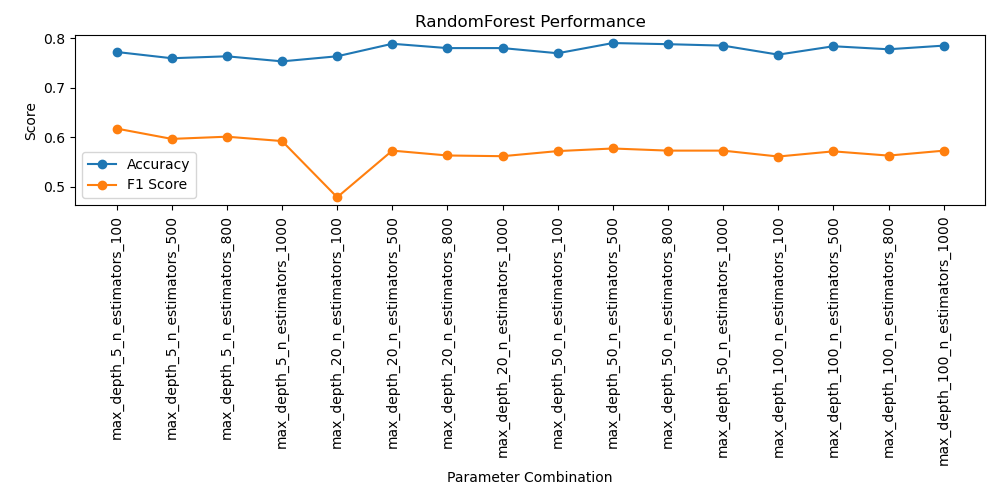 RandomForest Performance
Score
0.8
0.7
0.6
0.5
Accuracy
F1 Score
max_depth_5_n_estimators_100
max_depth_5_n_estimators_500
max_depth_5_n_estimators_800
max_depth_5_n_estimators_1000
max_depth_20_n_estimators_100
max_depth_20_n_estimators_500
max_depth_20_n_estimators_800
max_depth_20_n_estimators_1000
max_depth_50_n_estimators_100
max_depth_50_n_estimators_500
max_depth_50_n_estimators_800
max_depth_50_n_estimators_1000
max_depth_100_n_estimators_100
max_depth_100_n_estimators_500
max_depth_100_n_estimators_800
max_depth_100_n_estimators_1000
Parameter Combination